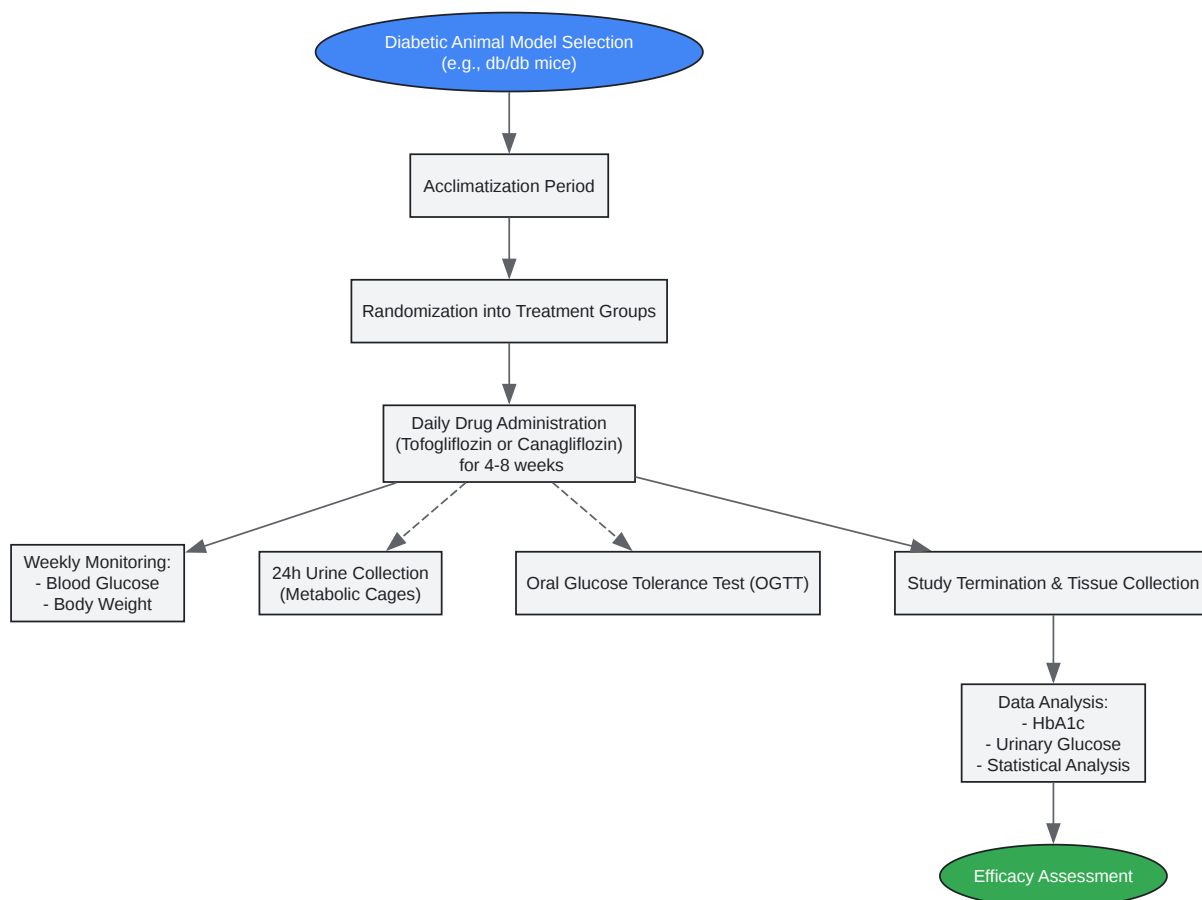 Diabetic Animal Model Selection
(e.g., db/db mice)
Acclimatization Period
Randomization into Treatment Groups
Daily Drug Administration
(Tofogliflozin or Canagliflozin)
for 4-8 weeks
Weekly Monitoring:
- Blood Glucose
- Body Weight
24h Urine Collection
(Metabolic Cages)
Oral Glucose Tolerance Test (OGTT)
Study Termination & Tissue Collection
Data Analysis:
- HbA1c
- Urinary Glucose
- Statistical Analysis
Efficacy Assessment